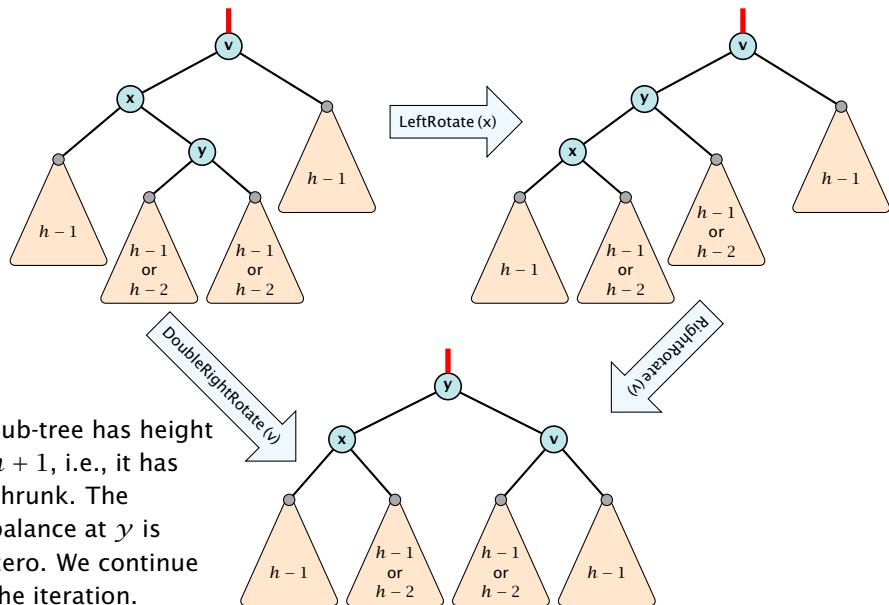 v
x
y
h − 1
h − 1
or
h − 2
h − 1
or
h − 2
h − 1
LeftRotate(x)
v
y
x
h − 1
h − 1
or
h − 2
h − 1
or
h − 2
h − 1
DoubleRightRotate(v)
RightRotate(v)
y
x
v
h − 1
h − 1
or
h − 2
h − 1
or
h − 2
h − 1
ub-tree has height
h + 1, i.e., it has
hrunk. The
balance at y is
zero. We continue
he iteration.